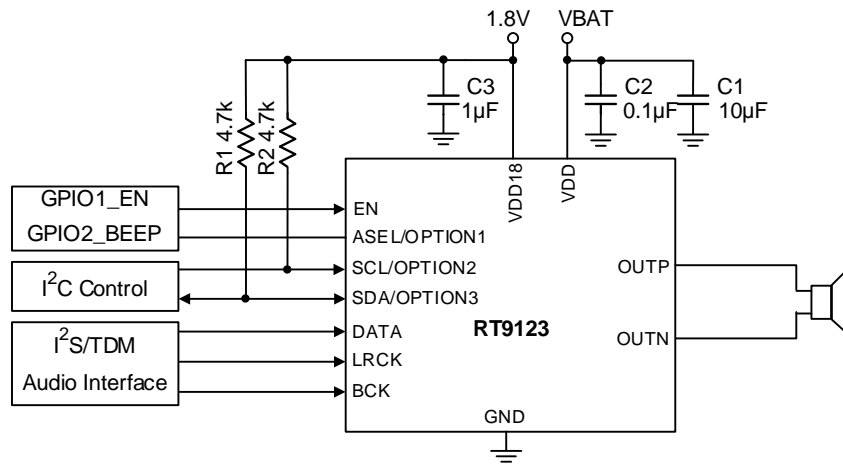 1.8V
VBAT
C3
1µF
C2
0.1µF
C1
10µF
R1 4.7k
R2 4.7k
VDD18
VDD
GPIO1_EN
GPIO2_BEEP
I²C Control
I²S/TDM
Audio Interface
EN
ASEL/OPTION1
SCL/OPTION2
SDA/OPTION3
DATA
LRCK
BCK
RT9123
OUTP
OUTN
GND